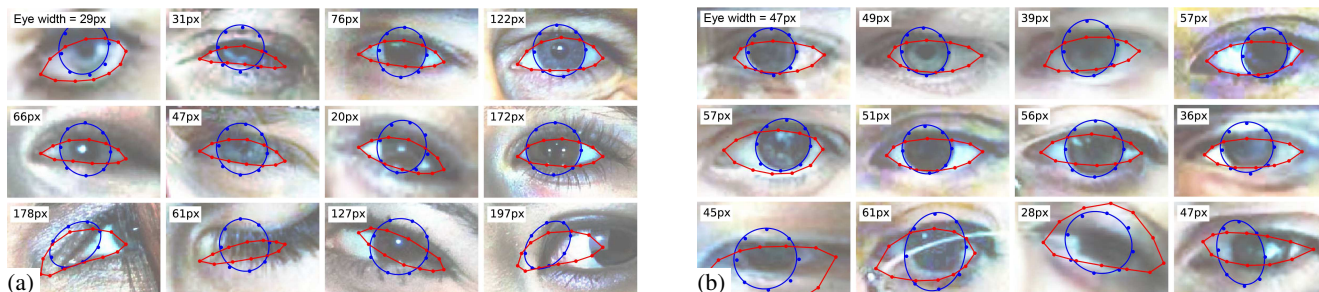 Eye width = 29px
31px
76px
122px
66px
47px
20px
172px
178px
61px
127px
197px
(a)
Eye width = 47px
49px
39px
57px
57px
51px
56px
36px
45px
61px
28px
47px
(b)